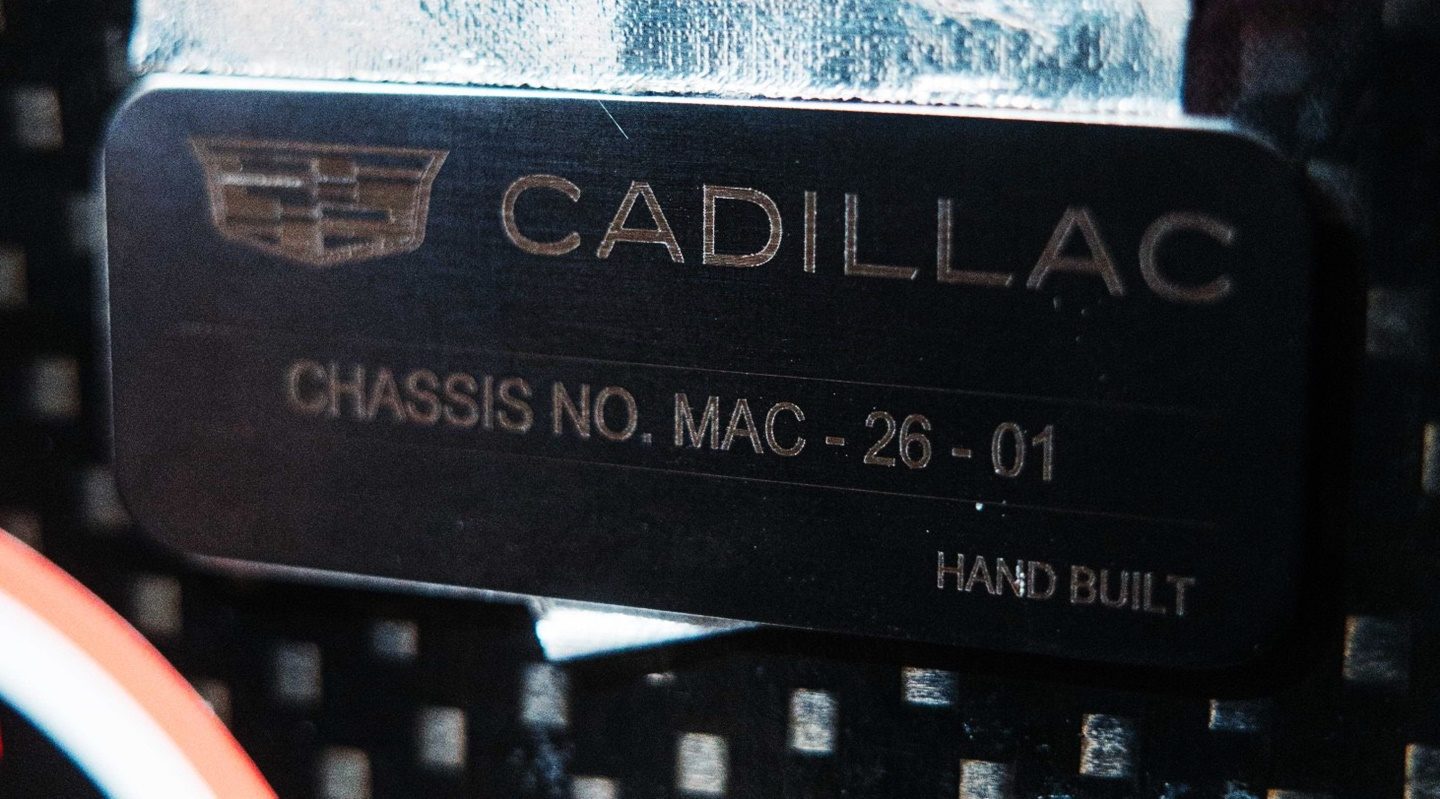 CADILLAC
CHASSIS NO. MAC - 26 - 01
HAND BUILT